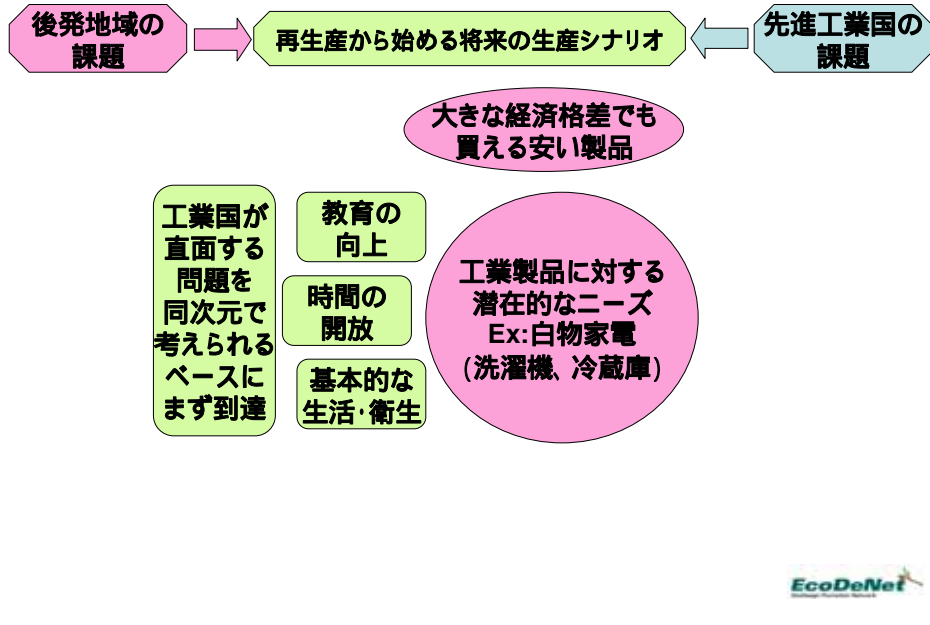 後発地域の
課題
再生産から始める将来の生産シナリオ
先進工業国の
課題
大きな経済格差でも
買える安い製品
工業国が
直面する
問題を
同次元で
考えられる
ベースに
まず到達
教育の
向上
時間の
開放
基本的な
生活・衛生
工業製品に対する
潜在的なニーズ
Ex:白物家電
(洗濯機、冷蔵庫)
EcoDeNet